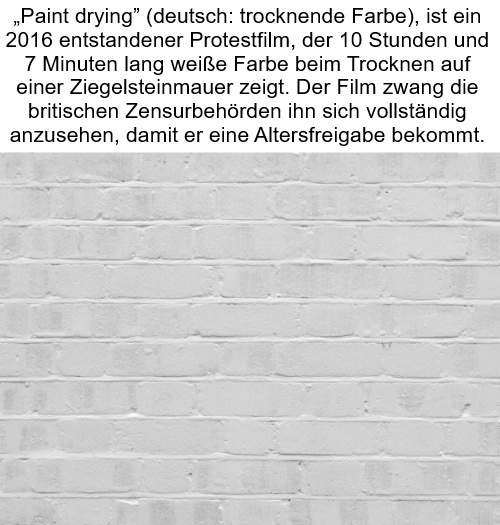 „Paint drying” (deutsch: trocknende Farbe), ist ein
2016 entstandener Protestfilm, der 10 Stunden und
7 Minuten lang weiße Farbe beim Trocknen auf
einer Ziegelsteinmauer zeigt. Der Film zwang die
britischen Zensurbehörden ihn sich vollständig
anzusehen, damit er eine Altersfreigabe bekommt.